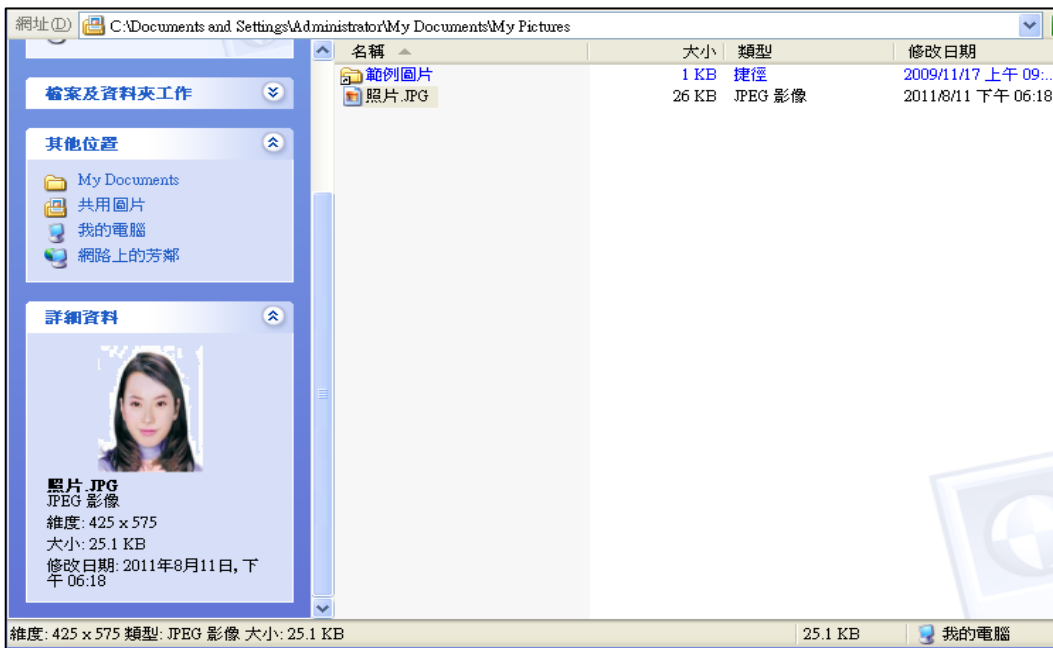 網址(D) C:\Documents and Settings\Administrator\My Documents\My Pictures
名稱 大小 類型 修改日期
範例圖片 1 KB 捷徑 2009/11/17 上午 09:...
照片.JPG 26 KB JPEG 影像 2011/8/11 下午 06:18
檔案及資料夾工作
其他位置
My Documents
共用圖片
我的電腦
網路上的芳鄰
詳細資料
照片.JPG
JPEG 影像
維度: 425 x 575
大小: 25.1 KB
修改日期: 2011年8月11日, 下
午 06:18
維度: 425 x 575 類型: JPEG 影像 大小: 25.1 KB 25.1 KB 我的電腦